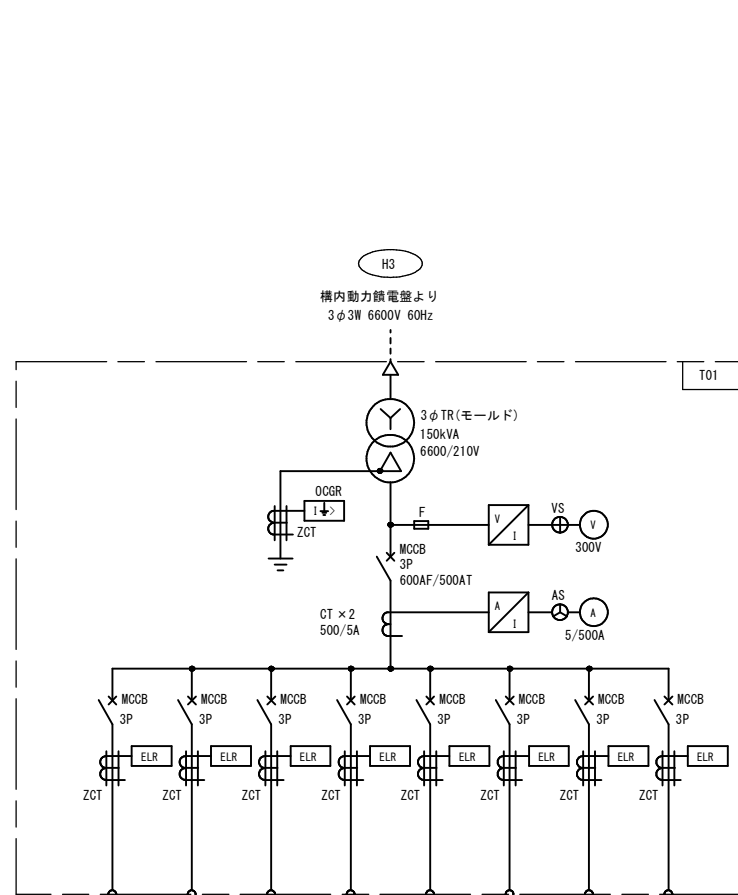 H3
構内動力饋電盤より
3φ3W 6600V 60Hz
T01
3φTR(モールド)
150kVA
6600/210V
OCGR
I >
ZCT
F
V
I
VS
V
300V
MCCB
3P
600AF/500AT
CT×2
500/5A
A
I
AS
A
5/500A
MCCB MCCB MCCB MCCB MCCB MCCB MCCB MCCB
3P 3P 3P 3P 3P 3P 3P 3P
ELR ELR ELR ELR ELR ELR ELR ELR
ZCT ZCT ZCT ZCT ZCT ZCT ZCT ZCT